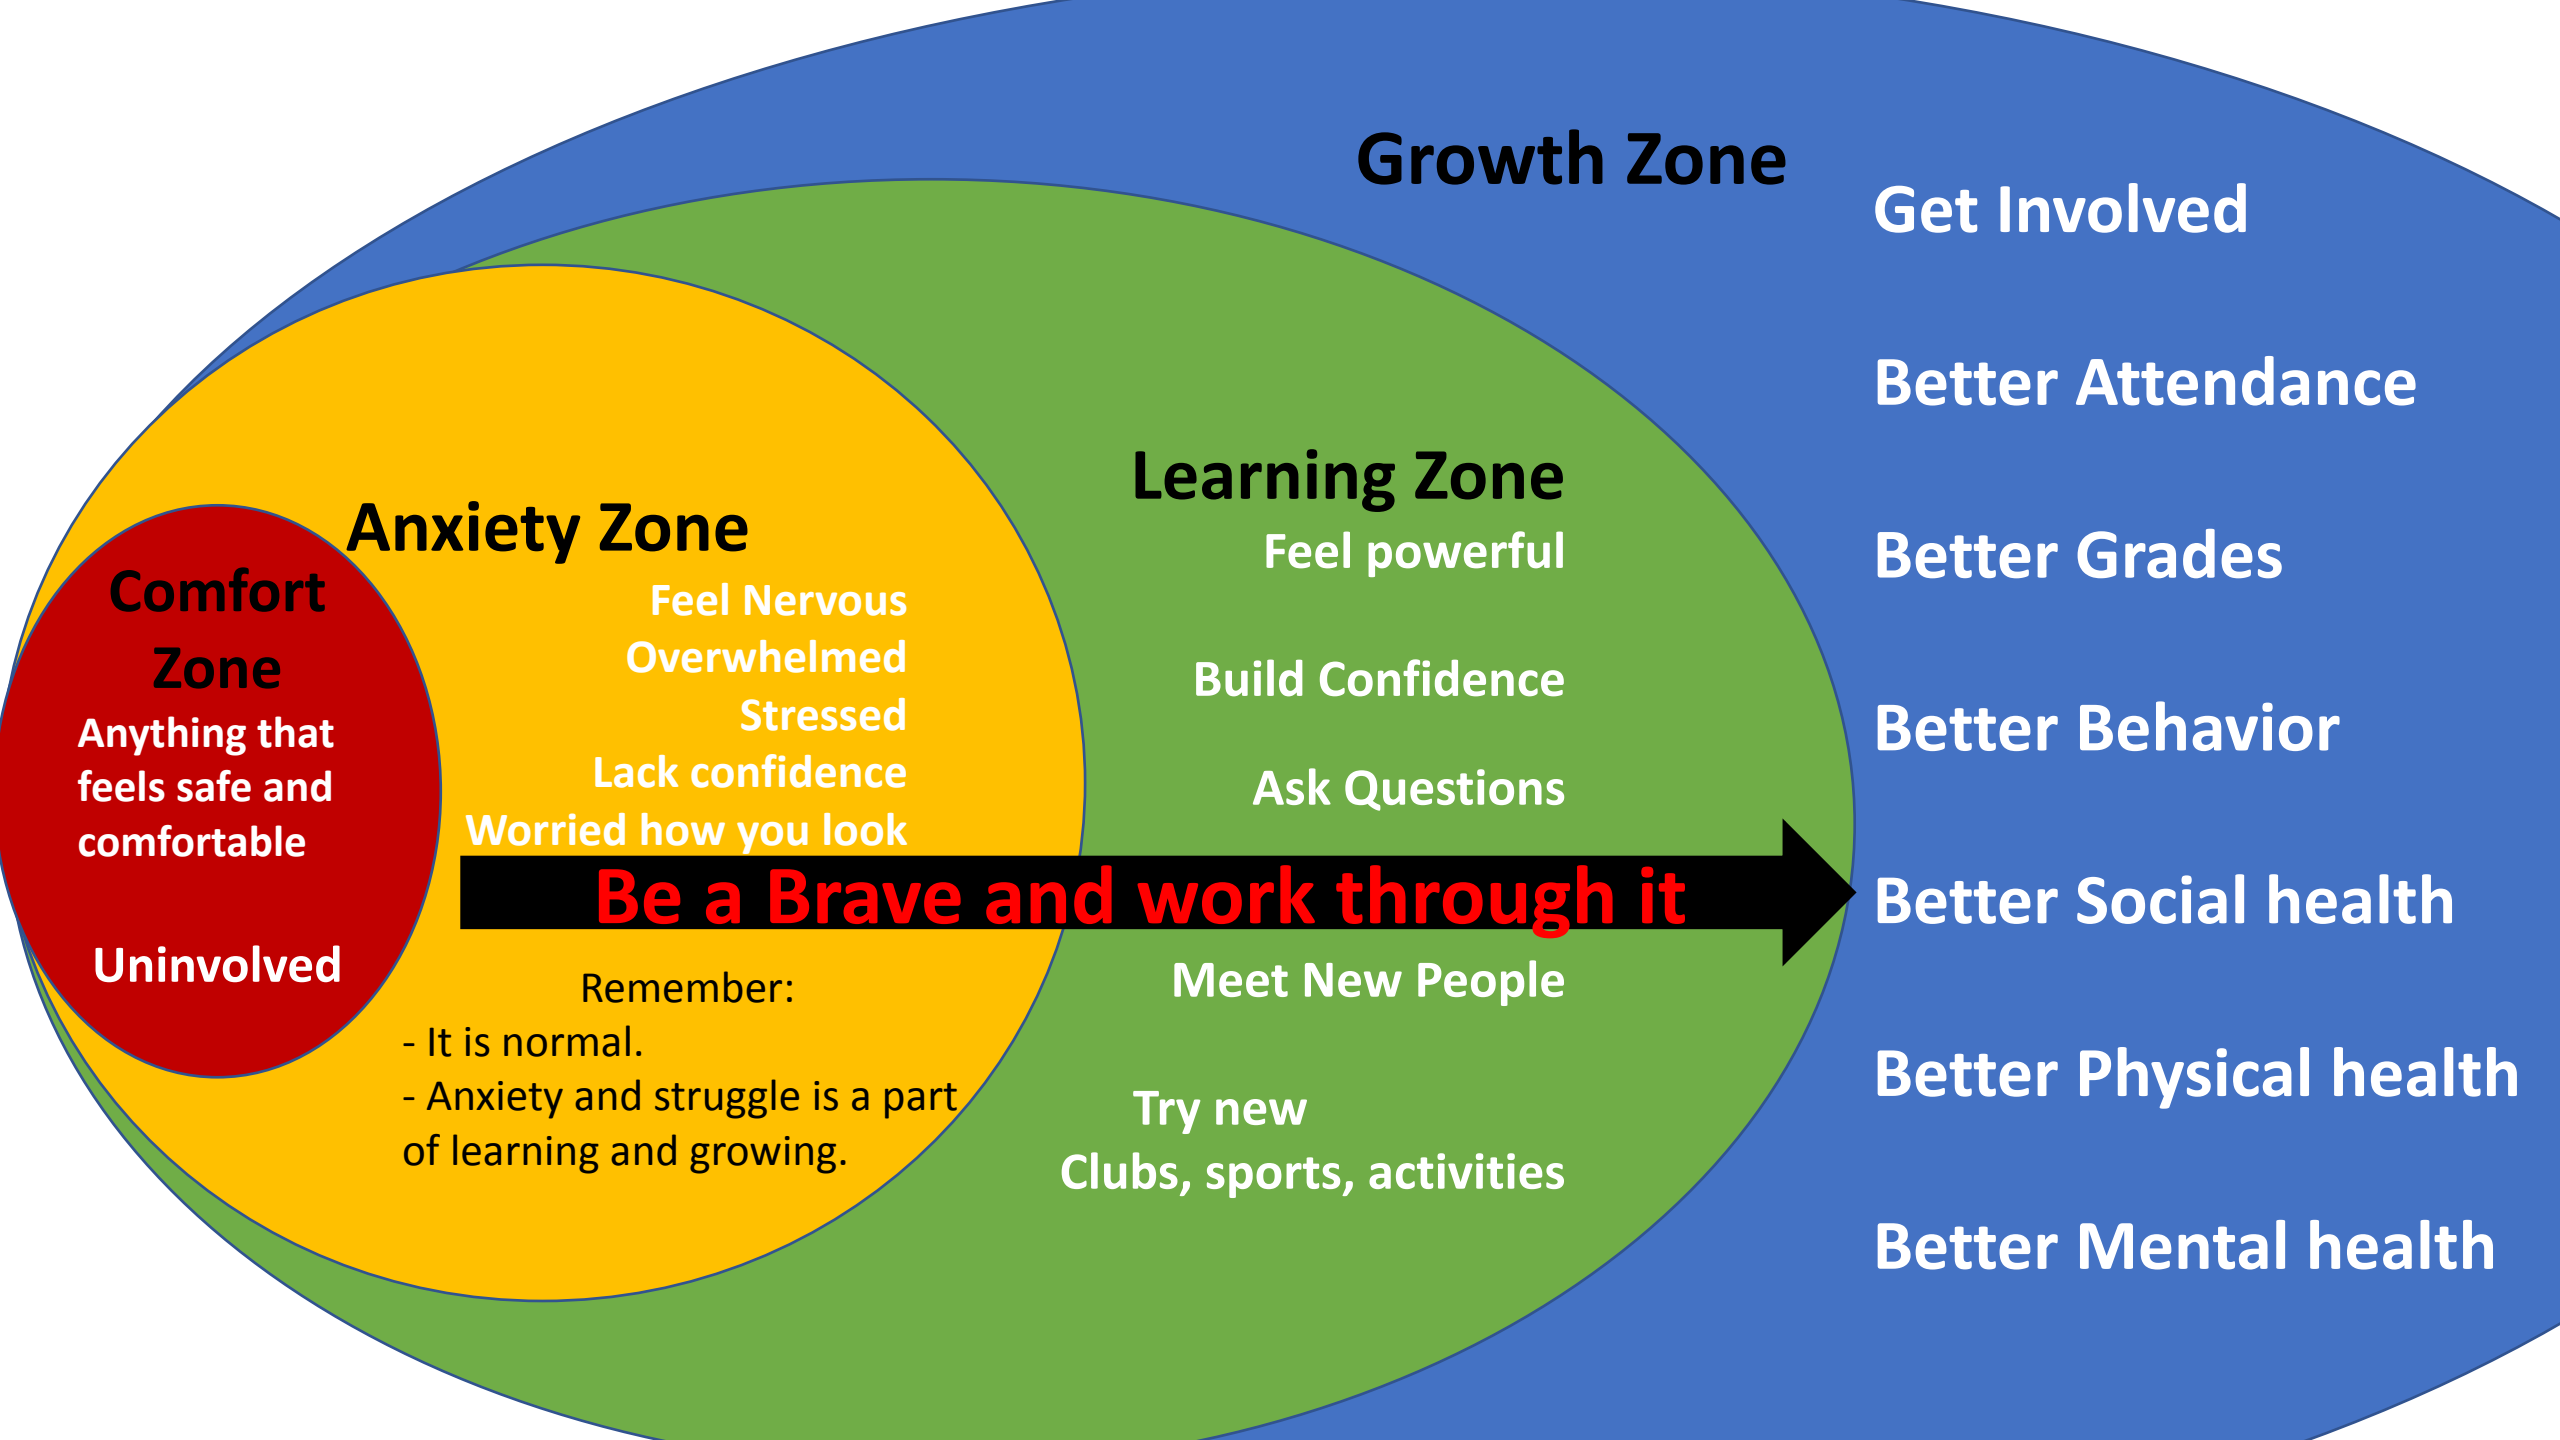 Comfort
Zone
Anything that
feels safe and
comfortable
Uninvolved
Anxiety Zone
Feel Nervous
Overwhelmed
Stressed
Lack confidence
Worried how you look
Be a Brave and work through it
Remember:
- It is normal.
- Anxiety and struggle is a part
of learning and growing.
Learning Zone
Feel powerful
Build Confidence
Ask Questions
Meet New People
Try new
Clubs, sports, activities
Growth Zone
Get Involved
Better Attendance
Better Grades
Better Behavior
Better Social health
Better Physical health
Better Mental health